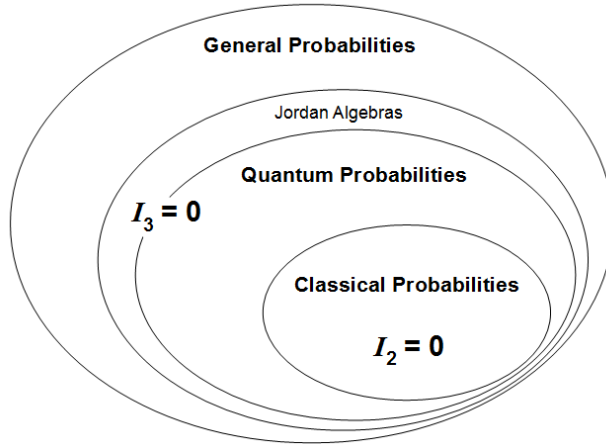 General Probabilities
Jordan Algebras
Quantum Probabilities
I₃ = 0
Classical Probabilities
I₂ = 0